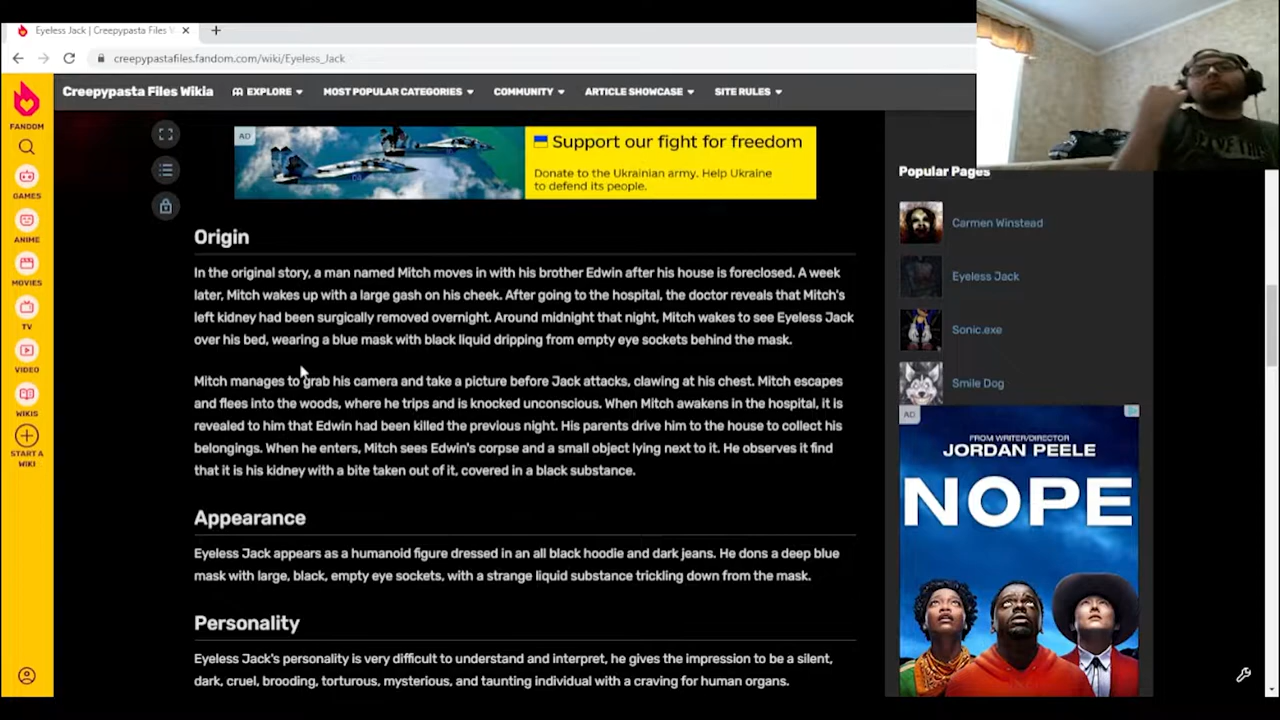 Eyeless Jack | Creepypasta Files W
creepypastafiles.fandom.com/wiki/Eyeless_Jack
Creepypasta Files Wikia
EXPLORE
MOST POPULAR CATEGORIES
COMMUNITY
ARTICLE SHOWCASE
SITE RULES
FANDOM
GAMES
ANIME
MOVIES
TV
VIDEO
WIKIS
START A
WIKI
AD
Support our fight for freedom
Donate to the Ukrainian army. Help Ukraine
to defend its people.
Origin
In the original story, a man named Mitch moves in with his brother Edwin after his house is foreclosed. A week
later, Mitch wakes up with a large gash on his cheek. After going to the hospital, the doctor reveals that Mitch's
left kidney had been surgically removed overnight. Around midnight that night, Mitch wakes to see Eyeless Jack
over his bed, wearing a blue mask with black liquid dripping from empty eye sockets behind the mask.
Mitch manages to grab his camera and take a picture before Jack attacks, clawing at his chest. Mitch escapes
and flees into the woods, where he trips and is knocked unconscious. When Mitch awakens in the hospital, it is
revealed to him that Edwin had been killed the previous night. His parents drive him to the house to collect his
belongings. When he enters, Mitch sees Edwin's corpse and a small object lying next to it. He observes it find
that it is his kidney with a bite taken out of it, covered in a black substance.
Appearance
Eyeless Jack appears as a humanoid figure dressed in an all black hoodie and dark jeans. He dons a deep blue
mask with large, black, empty eye sockets, with a strange liquid substance trickling down from the mask.
Personality
Eyeless Jack's personality is very difficult to understand and interpret, he gives the impression to be a silent,
dark, cruel, brooding, torturous, mysterious, and taunting individual with a craving for human organs.
Popular Pages
Carmen Winstead
Eyeless Jack
Sonic.exe
Smile Dog
AD
FROM WRITER/DIRECTOR
JORDAN PEELE
NOPE